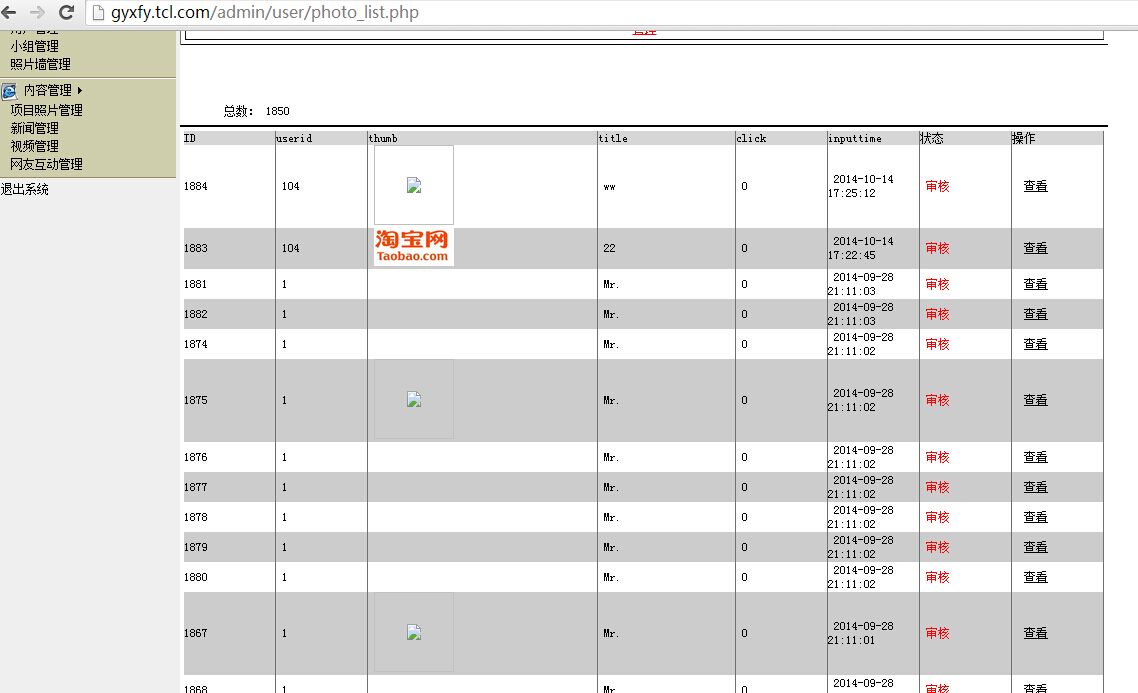 gyxfy.tcl.com/admin/user/photo_list.php
用户管理
小组管理
照片墙管理
内容管理
项目照片管理
新闻管理
视频管理
网友互动管理
退出系统
管理
总数: 1850
ID userid thumb title click inputtime 状态 操作
1884 104 ww 0 2014-10-14 17:25:12 审核 查看
淘宝网
Taobao.com
1883 104 22 0 2014-10-14 17:22:45 审核 查看
1881 1 Mr. 0 2014-09-28 21:11:03 审核 查看
1882 1 Mr. 0 2014-09-28 21:11:03 审核 查看
1874 1 Mr. 0 2014-09-28 21:11:02 审核 查看
1875 1 Mr. 0 2014-09-28 21:11:02 审核 查看
1876 1 Mr. 0 2014-09-28 21:11:02 审核 查看
1877 1 Mr. 0 2014-09-28 21:11:02 审核 查看
1878 1 Mr. 0 2014-09-28 21:11:02 审核 查看
1879 1 Mr. 0 2014-09-28 21:11:02 审核 查看
1880 1 Mr. 0 2014-09-28 21:11:02 审核 查看
1867 1 Mr. 0 2014-09-28 21:11:01 审核 查看
1868 1 Mr. 0 2014-09-28 审核 查看